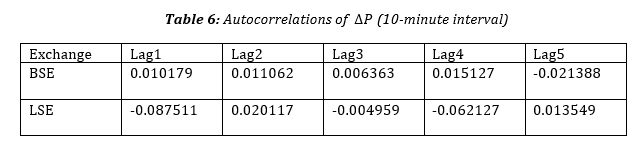 Table 6: Autocorrelations of ΔP (10-minute interval)
Exchange Lag1 Lag2 Lag3 Lag4 Lag5
BSE 0.010179 0.011062 0.006363 0.015127 -0.021388
LSE -0.087511 0.020117 -0.004959 -0.062127 0.013549